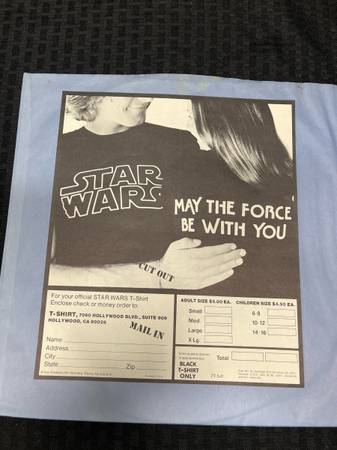 STAR
WARS
MAY THE FORCE
BE WITH YOU
CUT OUT
For your official STAR WARS T-Shirt
Enclose check or money order to:
T-SHIRT, 7060 HOLLYWOOD BLVD., SUITE 909
HOLLYWOOD, CA 90028
MAIL IN
Name
Address
City
State
Zip
ADULT SIZE $5.00 EA.
CHILDREN SIZE $4.50 EA.
Small
6-8
Med.
10-12
Large
14-16
X-Lg.
Total
BLACK
T-SHIRT
ONLY